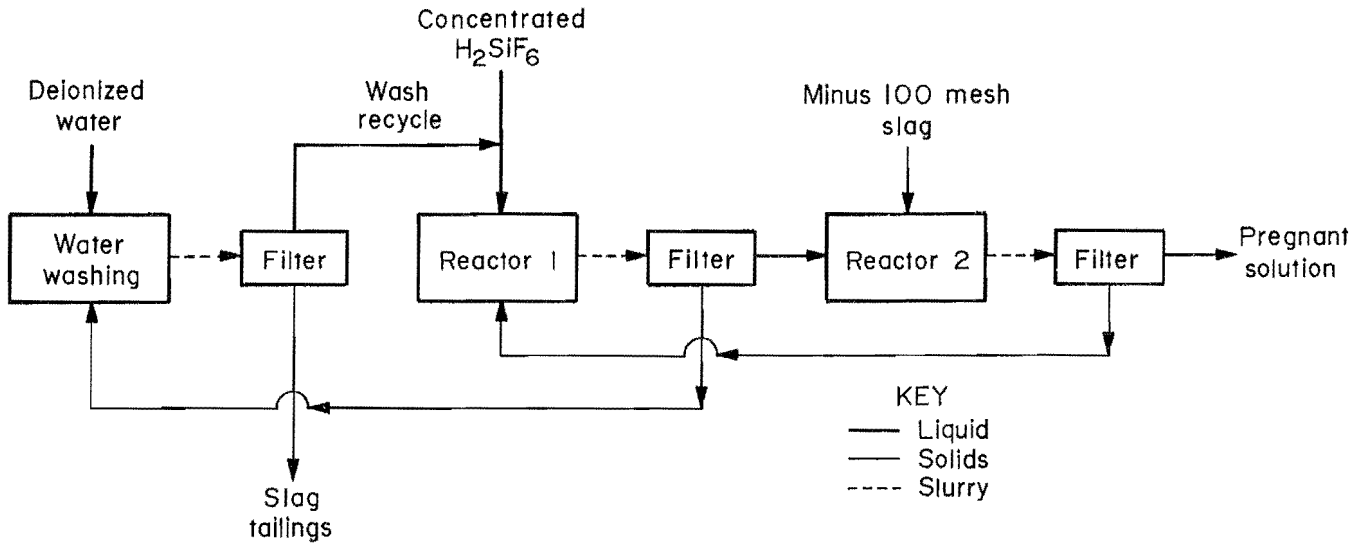 Concentrated
H₂SiF₆
Deionized
water
Wash
recycle
Minus 100 mesh
slag
Water
washing
Filter
Reactor 1
Filter
Reactor 2
Filter
Pregnant
solution
KEY
Liquid
Solids
Slurry
Slag
tailings